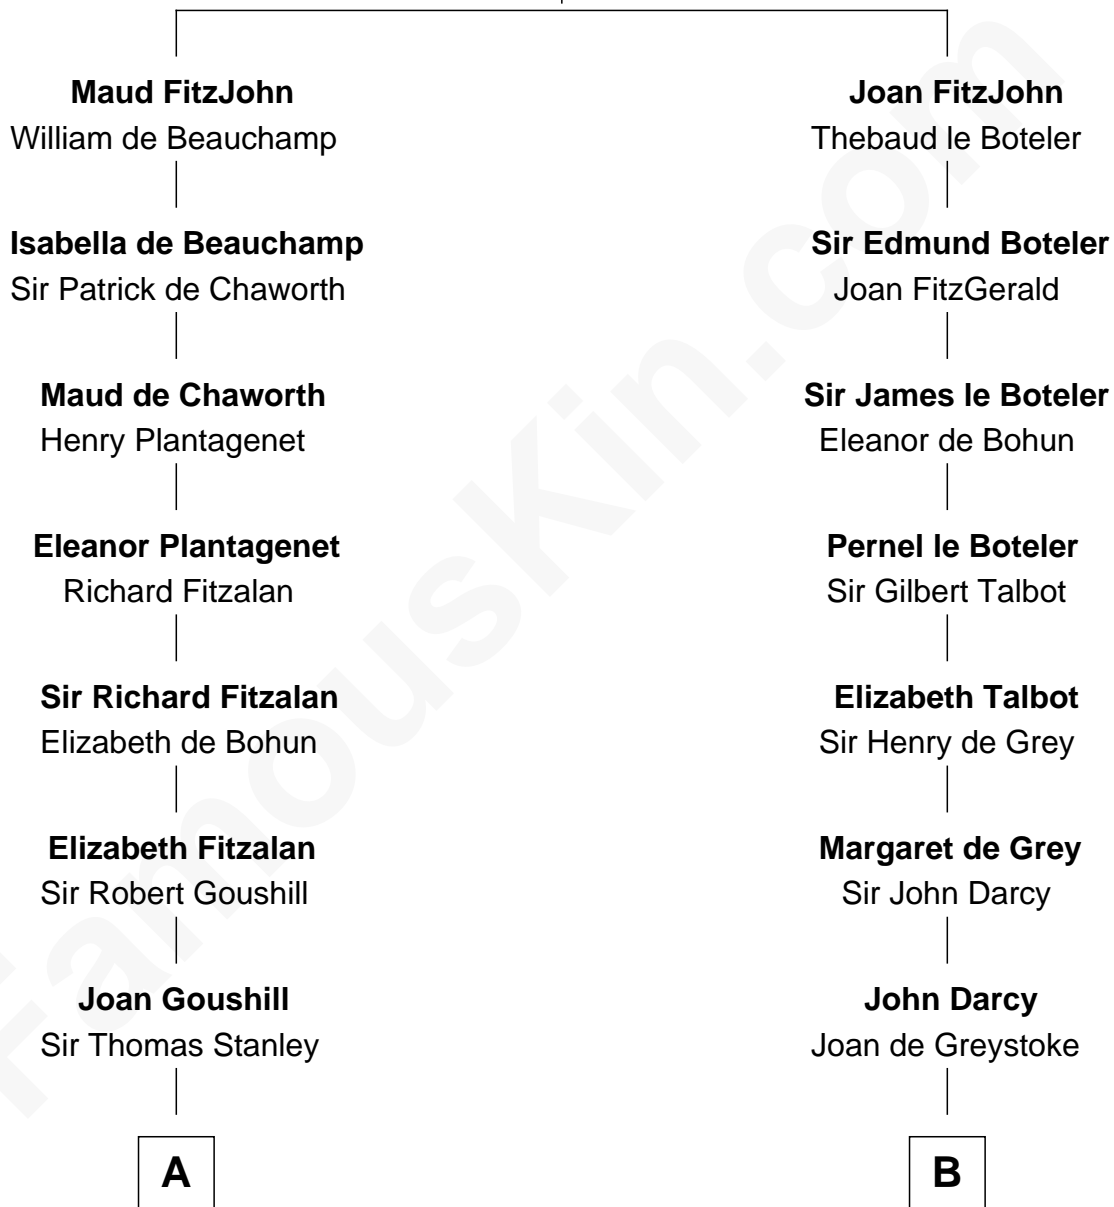 Maud FitzJohn
William de Beauchamp
Isabella de Beauchamp
Sir Patrick de Chaworth
Maud de Chaworth
Henry Plantagenet
Eleanor Plantagenet
Richard Fitzalan
Sir Richard Fitzalan
Elizabeth de Bohun
Elizabeth Fitzalan
Sir Robert Goushill
Joan Goushill
Sir Thomas Stanley
A
Joan FitzJohn
Thebaud le Boteler
Sir Edmund Boteler
Joan FitzGerald
Sir James le Boteler
Eleanor de Bohun
Pernel le Boteler
Sir Gilbert Talbot
Elizabeth Talbot
Sir Henry de Grey
Margaret de Grey
Sir John Darcy
John Darcy
Joan de Greystoke
B
FamousKin.com